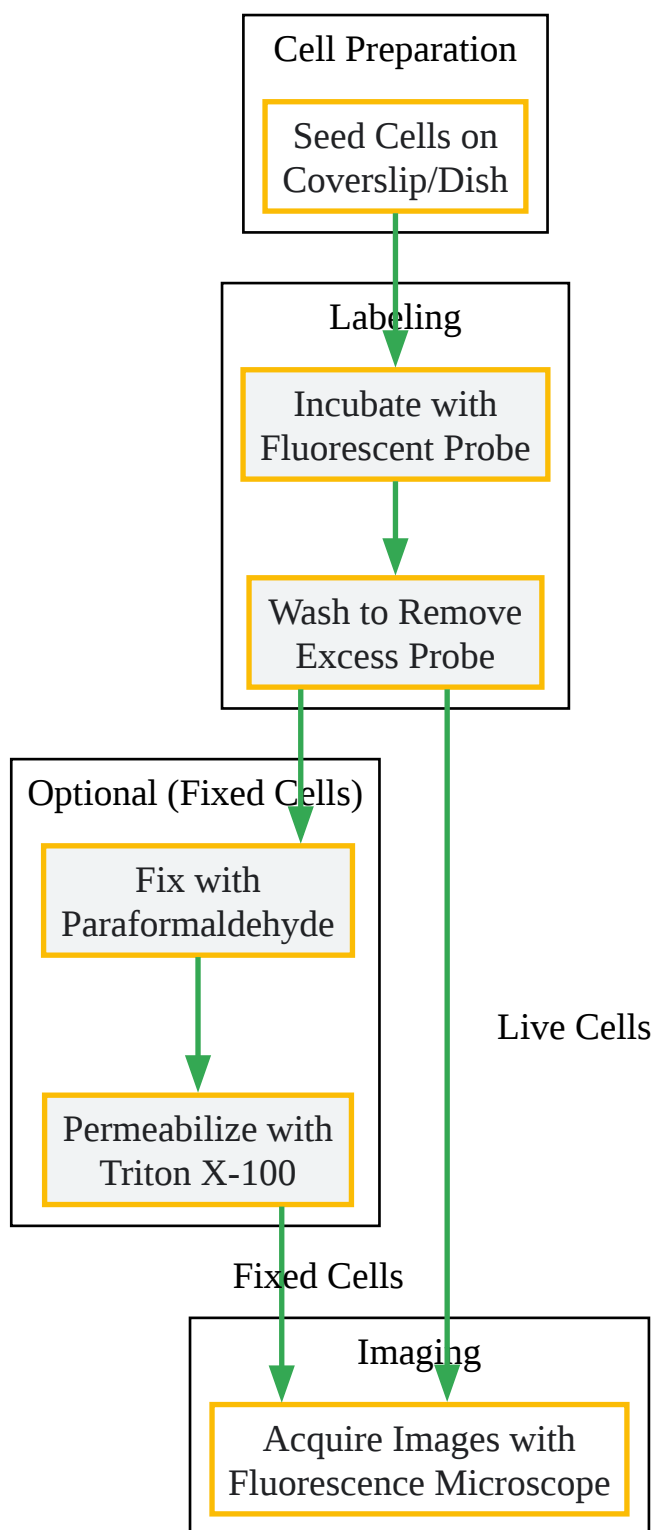 Cell Preparation
Seed Cells on
Coverslip/Dish
Labeling
Incubate with
Fluorescent Probe
Wash to Remove
Excess Probe
Optional (Fixed Cells)
Fix with
Paraformaldehyde
Live Cells
Permeabilize with
Triton X-100
Fixed Cells
Imaging
Acquire Images with
Fluorescence Microscope